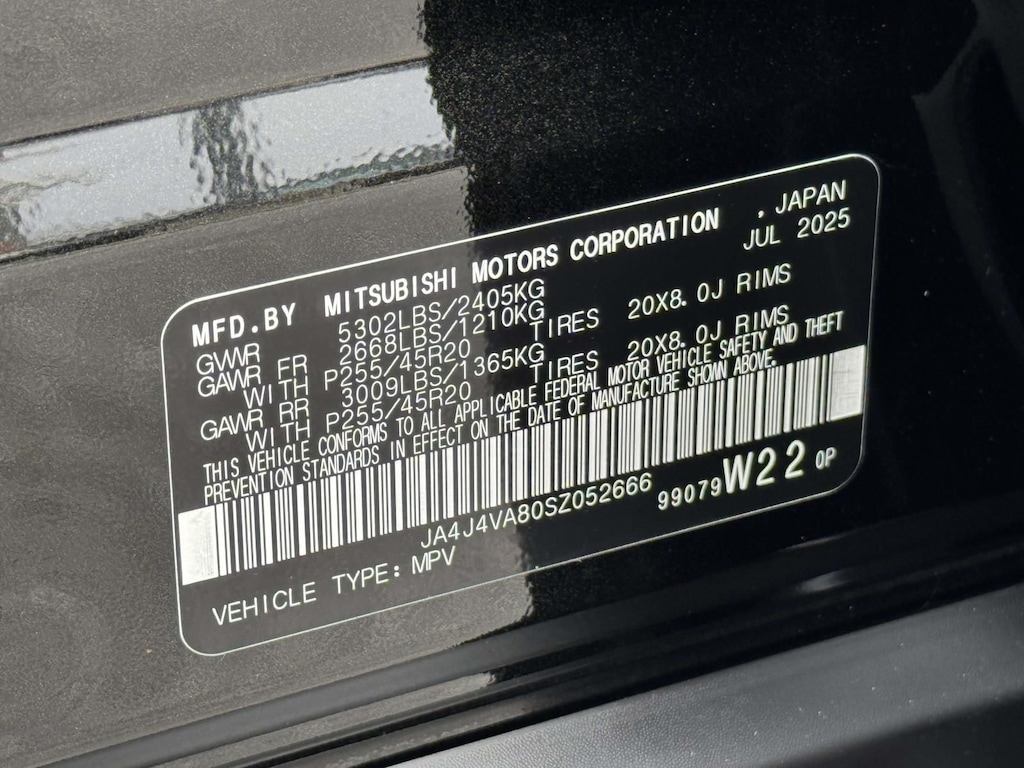 MFD.BY MITSUBISHI MOTORS CORPORATION . JAPAN
JUL 2025
GVWR 5302LBS/2405KG
GAWR FR 2668LBS/1210KG
WITH P255/45R20 TIRES 20X8.0J RIMS
GAWR RR 3009LBS/1365KG
WITH P255/45R20 TIRES 20X8.0J RIMS
THIS VEHICLE CONFORMS TO ALL APPLICABLE FEDERAL MOTOR VEHICLE SAFETY AND THEFT
PREVENTION STANDARDS IN EFFECT ON THE DATE OF MANUFACTURE SHOWN ABOVE.
JA4J4VA80SZ052666
99079 W22 0P
VEHICLE TYPE: MPV